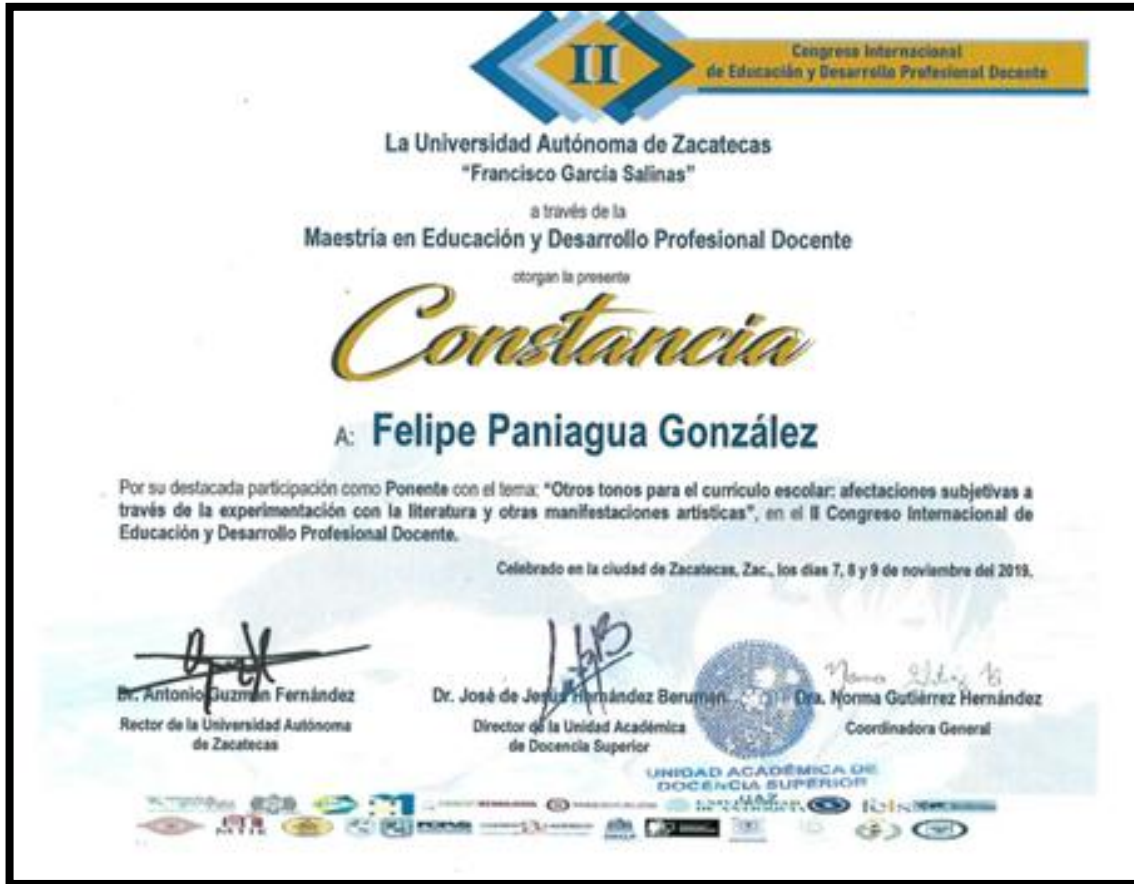 II
Congreso Internacional
de Educación y Desarrollo Profesional Docente
La Universidad Autónoma de Zacatecas
"Francisco García Salinas"
a través de la
Maestría en Educación y Desarrollo Profesional Docente
otorgan la presente
Constancia
A: Felipe Paniagua González
Por su destacada participación como Ponente con el tema: "Otros tonos para el currículo escolar: afectaciones subjetivas a
través de la experimentación con la literatura y otras manifestaciones artísticas", en el II Congreso Internacional de
Educación y Desarrollo Profesional Docente.
Celebrado en la ciudad de Zacatecas, Zac., los días 7, 8 y 9 de noviembre del 2019.
Dr. Antonio Guzmán Fernández
Rector de la Universidad Autónoma
de Zacatecas
Dr. José de Jesús Hernández Berumen
Director de la Unidad Académica
de Docencia Superior
Dra. Norma Gutiérrez Hernández
Coordinadora General
UNIDAD ACADÉMICA DE
DOCENCIA SUPERIOR
UAZ